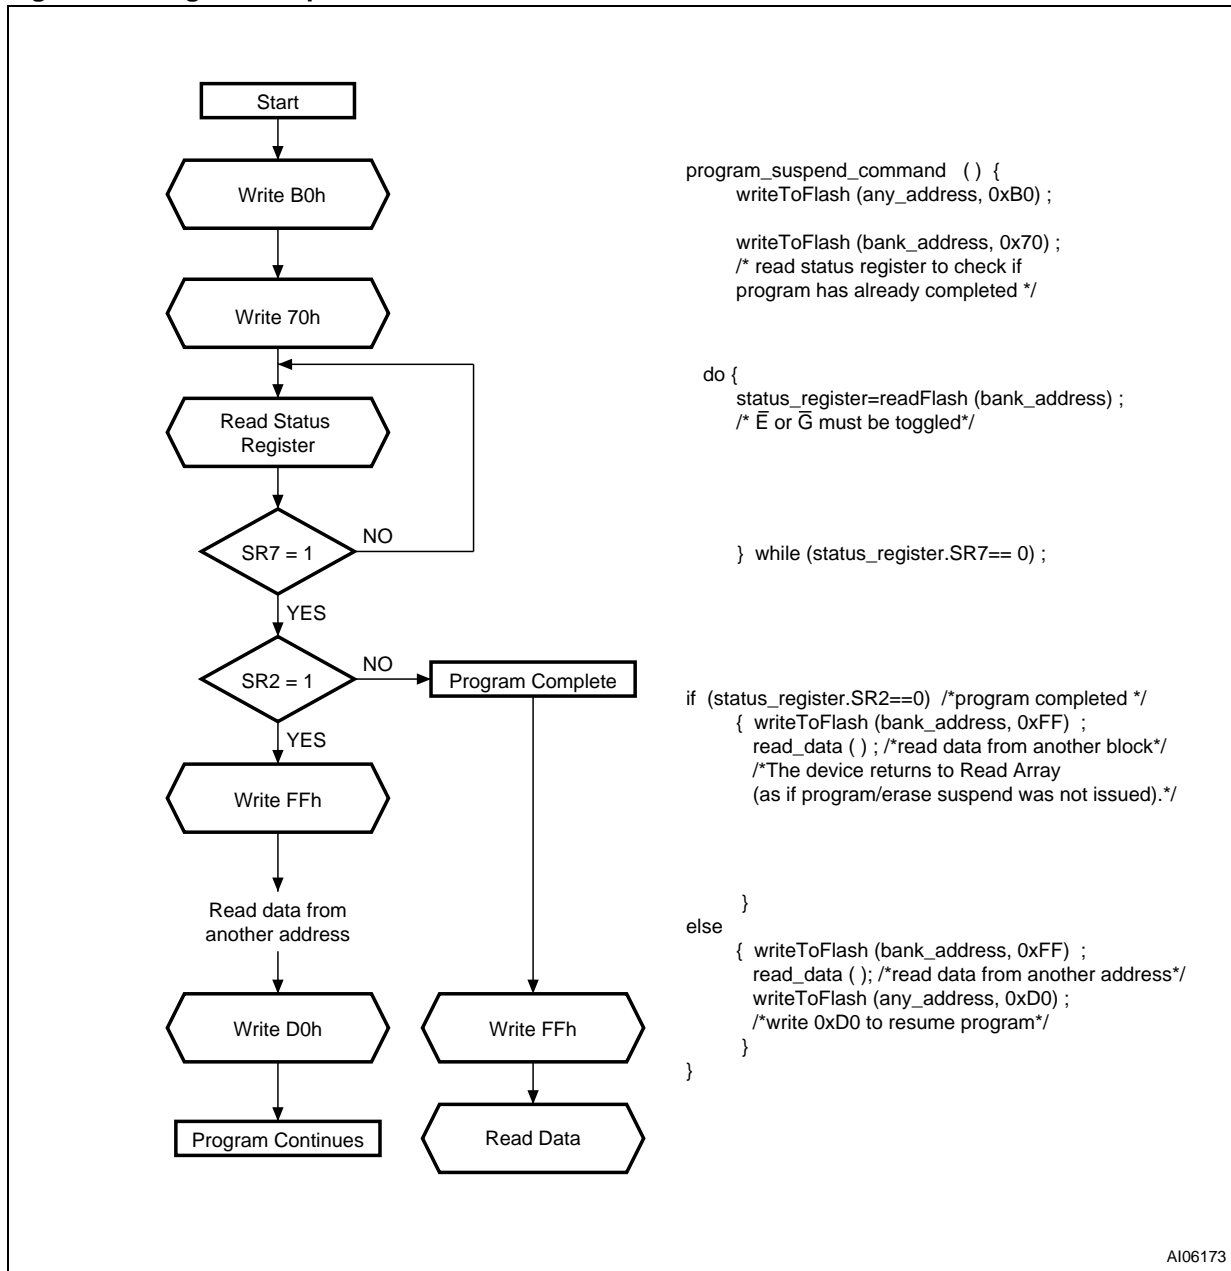 Start
Write B0h
Write 70h
Read Status
Register
SR7 = 1
NO
YES
SR2 = 1
NO
Program Complete
YES
Write FFh
Read data from
another address
Write D0h
Write FFh
Program Continues
Read Data
program_suspend_command ( ) {
writeToFlash (any_address, 0xB0) ;
writeToFlash (bank_address, 0x70) ;
/* read status register to check if
program has already completed */
do {
status_register=readFlash (bank_address) ;
/* E̅ or G̅ must be toggled*/
} while (status_register.SR7== 0) ;
if (status_register.SR2==0) /*program completed */
{ writeToFlash (bank_address, 0xFF) ;
read_data ( ) ; /*read data from another block*/
/*The device returns to Read Array
(as if program/erase suspend was not issued).*/
}
else
{ writeToFlash (bank_address, 0xFF) ;
read_data ( ); /*read data from another address*/
writeToFlash (any_address, 0xD0) ;
/*write 0xD0 to resume program*/
}
}
AI06173